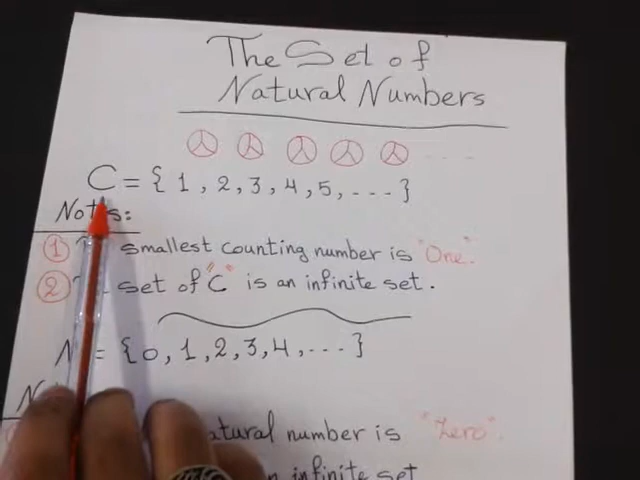 The Set of
Natural Numbers
C = { 1 , 2 , 3 , 4 , 5 , - - - }
Notes:
1 smallest counting number is "One".
2 set of "C" is an infinite set .
= { 0 , 1 , 2 , 3 , 4 , - - - }
number is "Zero".
infinite set